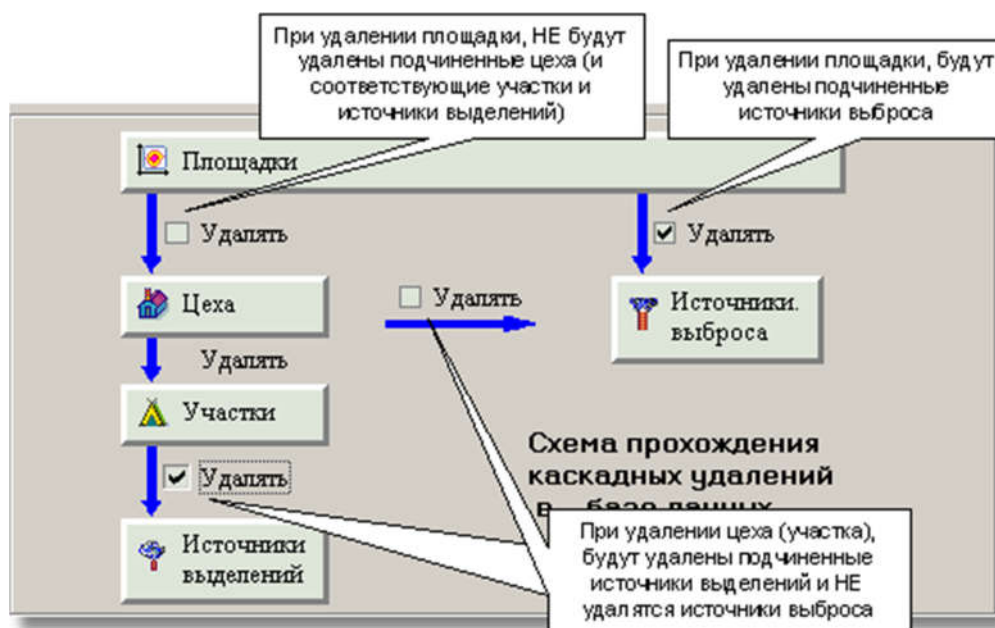 При удалении площадки, НЕ будут
удалены подчиненные цеха (и
соответствующие участки и
источники выделений)
При удалении площадки, будут
удалены подчиненные
источники выброса
Площадки
Удалять
Удалять
Цеха
Удалять
Источники.
выброса
Удалять
Участки
Схема прохождения
каскадных удалений
в базе данных
Удалять
При удалении цеха (участка),
будут удалены подчиненные
источники выделений и НЕ
удалятся источники выброса
Источники
выделений